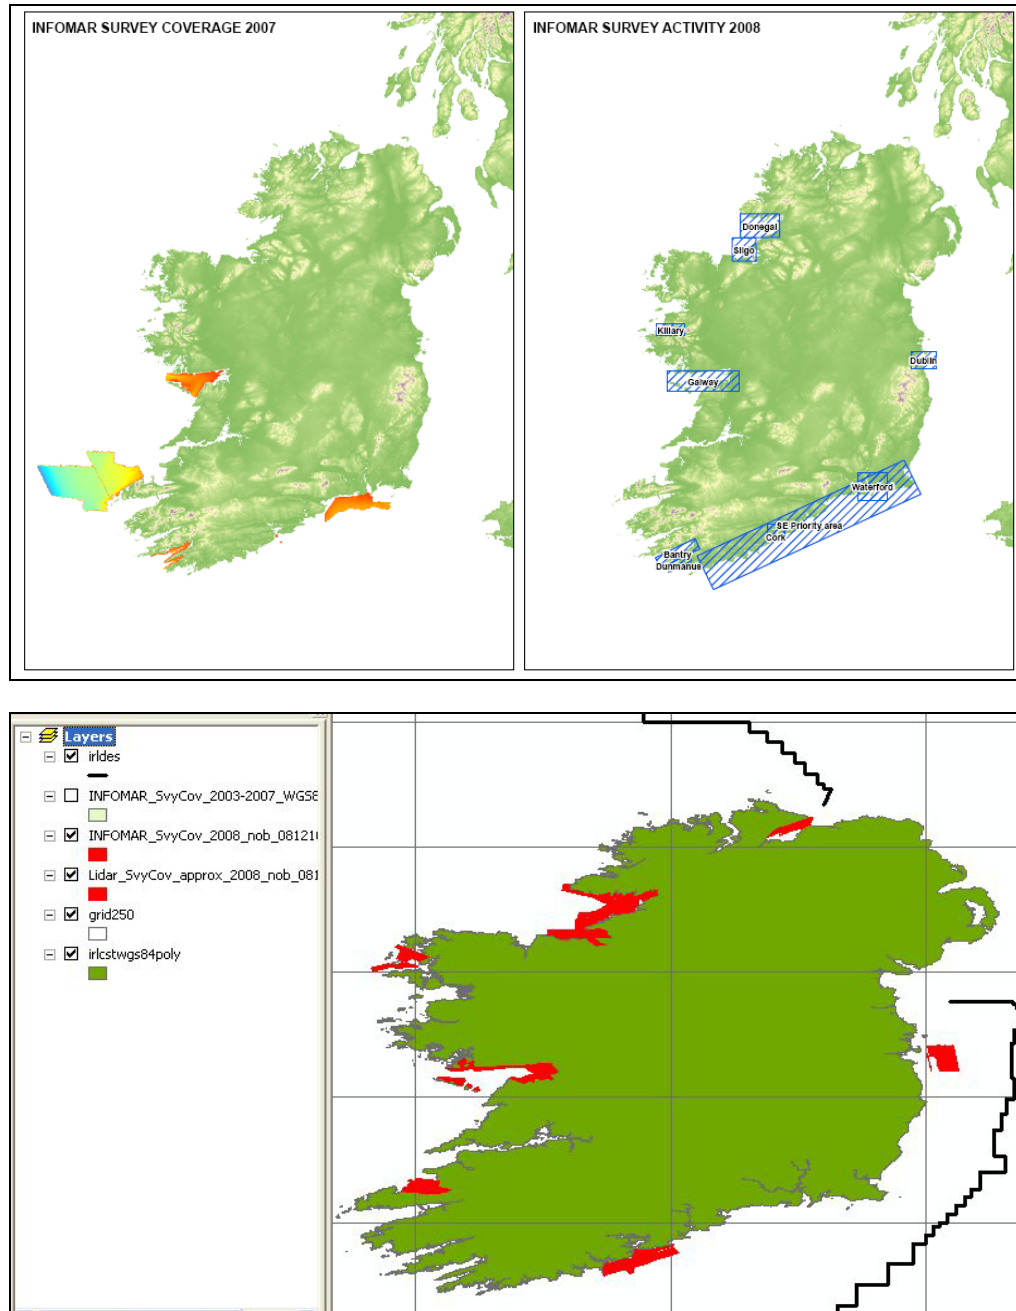 INFOMAR SURVEY COVERAGE 2007
INFOMAR SURVEY ACTIVITY 2008
Donegal
Sligo
Killary
Dublin
Galway
Waterford
SE Priority area
Cork
Bantry
Dunmanus
Layers
irldes
INFOMAR_SvyCov_2003-2007_WGS8
INFOMAR_SvyCov_2008_nob_08121
Lidar_SvyCov_approx_2008_nob_081
grid250
irlcstwgs84poly